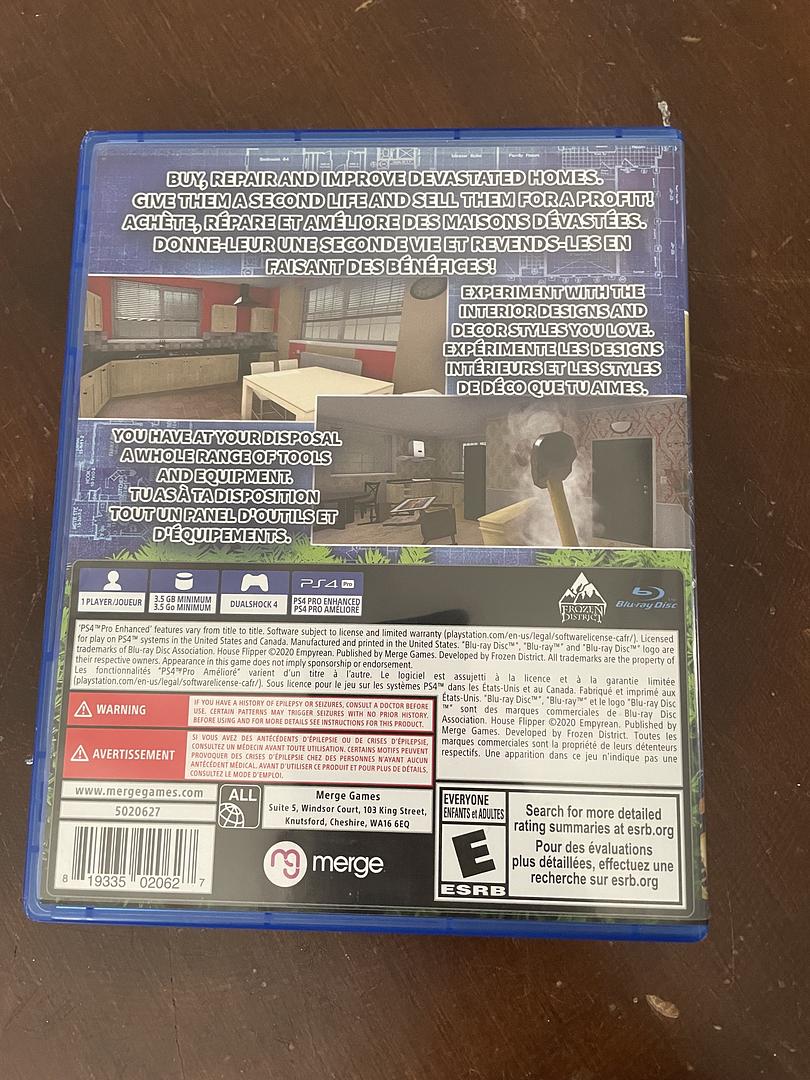 BUY, REPAIR AND IMPROVE DEVASTATED HOMES.
GIVE THEM A SECOND LIFE AND SELL THEM FOR A PROFIT!
ACHÈTE, RÉPARE ET AMÉLIORE DES MAISONS DÉVASTÉES.
DONNE-LEUR UNE SECONDE VIE ET REVENDS-LES EN
FAISANT DES BÉNÉFICES!
EXPERIMENT WITH THE
INTERIOR DESIGNS AND
DECOR STYLES YOU LOVE.
EXPÉRIMENTE LES DESIGNS
INTÉRIEURS ET LES STYLES
DE DÉCO QUE TU AIMES.
YOU HAVE AT YOUR DISPOSAL
A WHOLE RANGE OF TOOLS
AND EQUIPMENT.
TU AS À TA DISPOSITION
TOUT UN PANEL D'OUTILS ET
D'ÉQUIPEMENTS.
1 PLAYER/JOUEUR
3.5 GB MINIMUM
3.5 Go MINIMUM
DUALSHOCK 4
PS4 Pro
PS4 PRO ENHANCED
PS4 PRO AMÉLIORÉ
FROZEN
DISTRICT
Blu-ray Disc™
'PS4™Pro Enhanced' features vary from title to title. Software subject to license and limited warranty (playstation.com/en-us/legal/softwarelicense-cafr/). Licensed
for play on PS4™ systems in the United States and Canada. Manufactured and printed in the United States. "Blu-ray Disc™", "Blu-ray™" and "Blu-ray Disc™" logo are
trademarks of Blu-ray Disc Association. House Flipper ©2020 Empyrean. Published by Merge Games. Developed by Frozen District. All trademarks are the property of
their respective owners. Appearance in this game does not imply sponsorship or endorsement.
Les fonctionnalités "PS4™Pro Amélioré" varient d'un titre à l'autre. Le logiciel est assujetti à la licence et à la garantie limitée
(playstation.com/en-us/legal/softwarelicense-cafr/). Sous licence pour le jeu sur les systèmes PS4™ dans les États-Unis et au Canada. Fabriqué et imprimé aux
États-Unis. "Blu-ray Disc™", "Blu-ray™" et le logo "Blu-ray Disc
™" sont des marques commerciales de Blu-ray Disc
Association. House Flipper ©2020 Empyrean. Published by
Merge Games. Developed by Frozen District. Toutes les
marques commerciales sont la propriété de leurs détenteurs
respectifs. Une apparition dans ce jeu n'indique pas une
WARNING
IF YOU HAVE A HISTORY OF EPILEPSY OR SEIZURES, CONSULT A DOCTOR BEFORE
USE. CERTAIN PATTERNS MAY TRIGGER SEIZURES WITH NO PRIOR HISTORY.
BEFORE USING AND FOR MORE DETAILS SEE INSTRUCTIONS FOR THIS PRODUCT.
AVERTISSEMENT
SI VOUS AVEZ DES ANTÉCÉDENTS D'ÉPILEPSIE OU DE CRISES D'ÉPILEPSIE,
CONSULTEZ UN MÉDECIN AVANT TOUTE UTILISATION. CERTAINS MOTIFS PEUVENT
PROVOQUER DES CRISES D'ÉPILEPSIE CHEZ DES PERSONNES N'AYANT AUCUN
ANTÉCÉDENT MÉDICAL. AVANT D'UTILISER CE PRODUIT ET POUR PLUS DE DÉTAILS,
CONSULTEZ LE MODE D'EMPLOI.
www.mergegames.com
5020627
8 19335 02062 7
ALL
Merge Games
Suite 5, Windsor Court, 103 King Street,
Knutsford, Cheshire, WA16 6EQ
merge
EVERYONE
ENFANTS et ADULTES
E
ESRB
Search for more detailed
rating summaries at esrb.org
Pour des évaluations
plus détaillées, effectuez une
recherche sur esrb.org